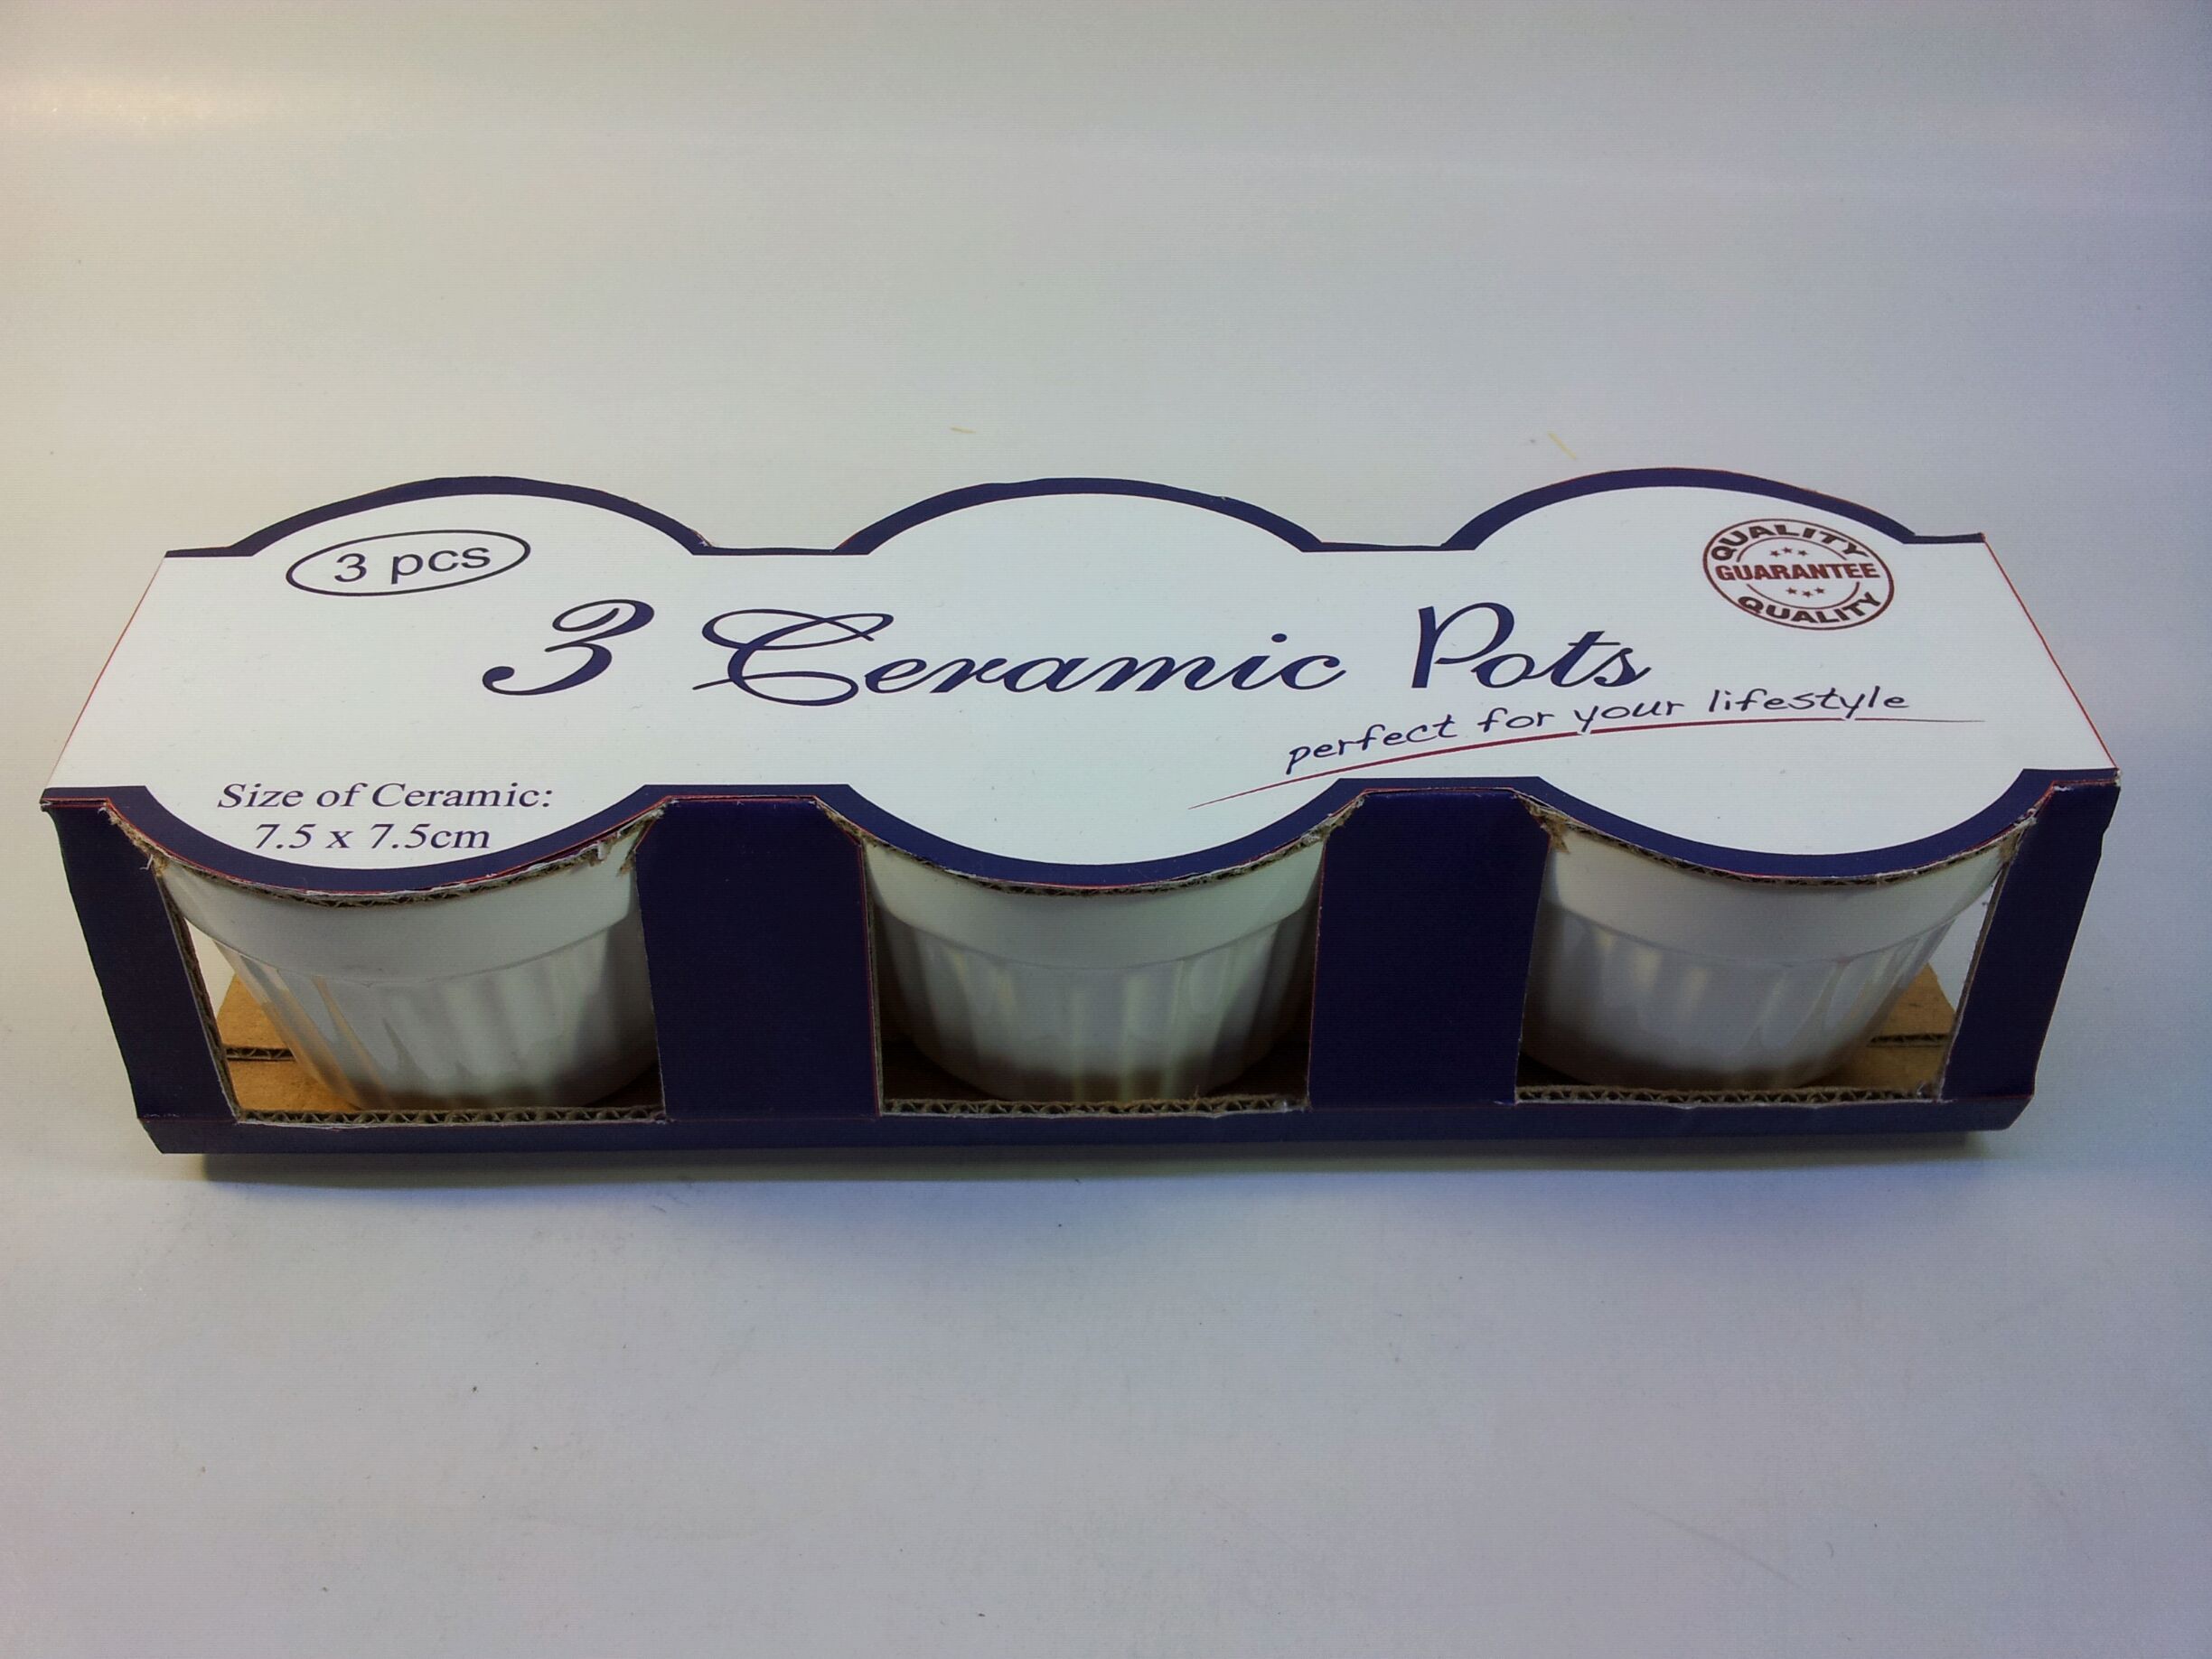 3 pcs
QUALITY
GUARANTEE
QUALITY
3 Ceramic Pots
perfect for your lifestyle
Size of Ceramic:
7.5 x 7.5cm